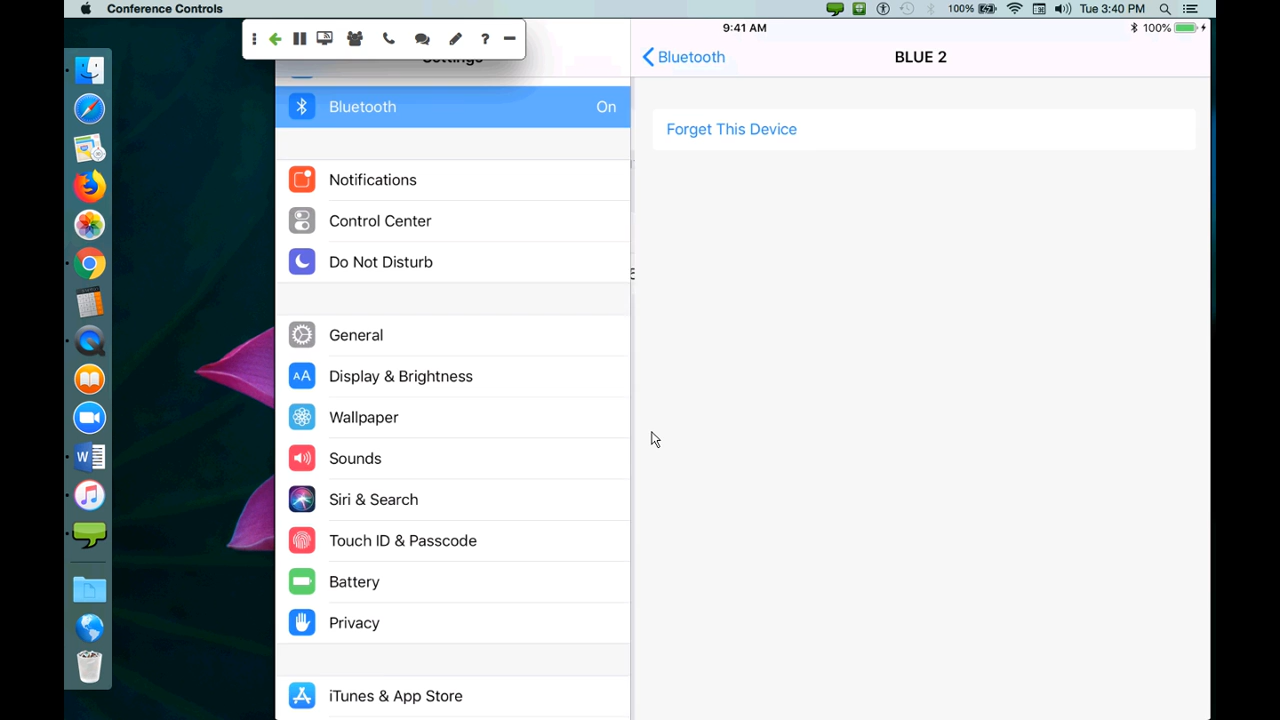 Conference Controls
100%
Tue 3:40 PM
?
9:41 AM
100%
Settings
Bluetooth
BLUE 2
Bluetooth
On
Forget This Device
Notifications
Control Center
Do Not Disturb
General
AA
Display & Brightness
Wallpaper
Sounds
Siri & Search
Touch ID & Passcode
Battery
Privacy
iTunes & App Store
W